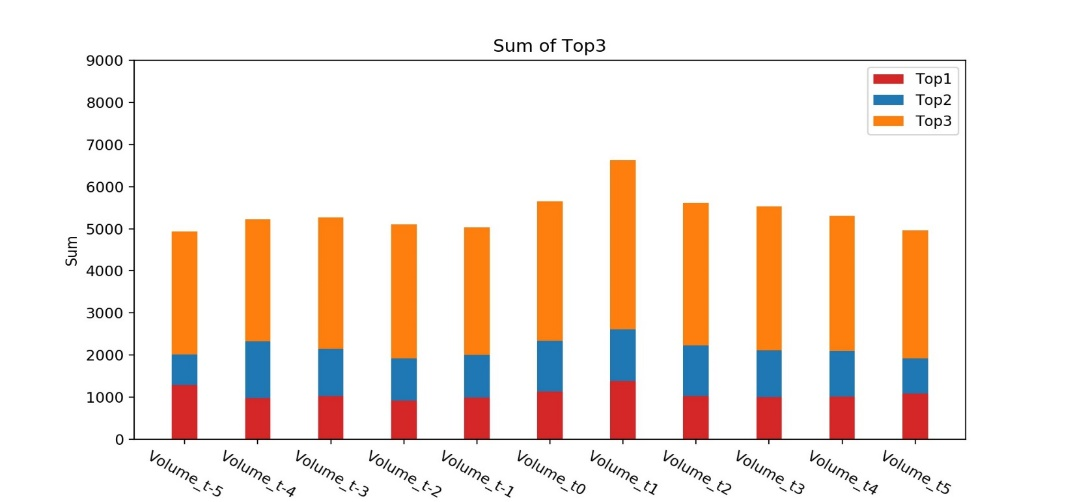 Sum of Top3
9000
8000
7000
6000
5000
4000
3000
2000
1000
0
Sum
Top1
Top2
Top3
Volume_t-5
Volume_t-4
Volume_t-3
Volume_t-2
Volume_t-1
Volume_t0
Volume_t1
Volume_t2
Volume_t3
Volume_t4
Volume_t5